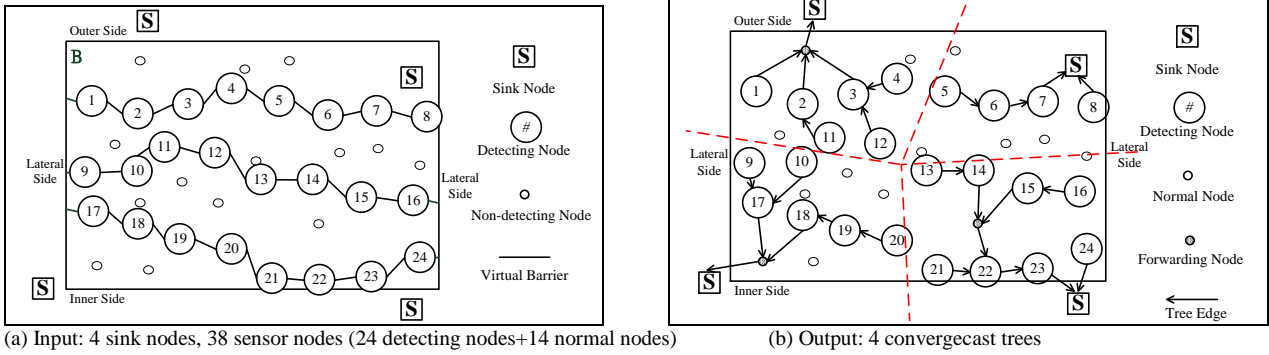 S
Outer Side
B
S
1
2
3
4
5
6
7
8
Lateral
Side
9
10
11
12
13
14
15
16
Lateral
Side
17
18
19
20
21
22
23
24
S
Inner Side
S
S
Sink Node
#
Detecting Node
Non-detecting Node
Virtual Barrier
(a) Input: 4 sink nodes, 38 sensor nodes (24 detecting nodes+14 normal nodes)
S
Outer Side
S
1
2
3
4
5
6
7
8
11
12
Lateral
Side
9
10
13
14
15
16
Lateral
Side
17
18
19
20
21
22
23
24
S
Inner Side
S
S
Sink Node
#
Detecting Node
Normal Node
Forwarding Node
Tree Edge
(b) Output: 4 convergecast trees